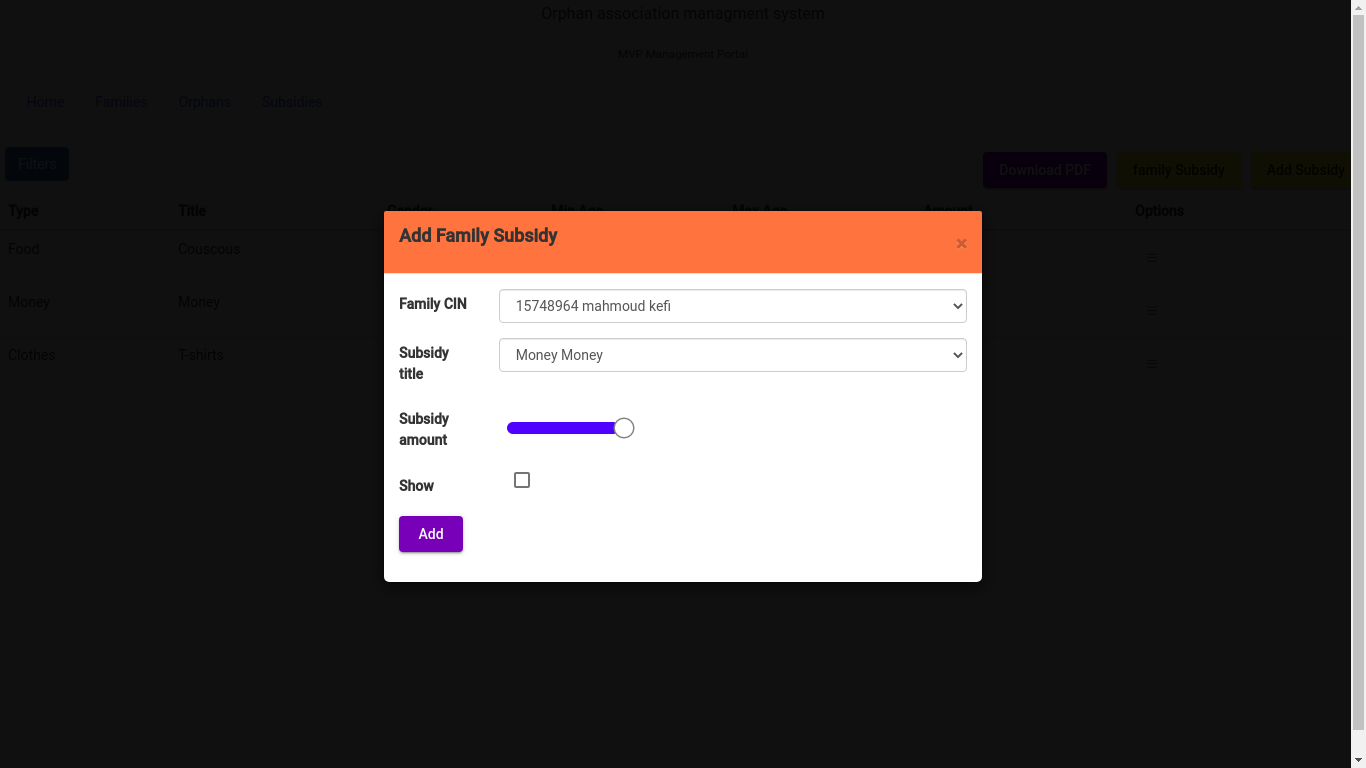 Orphan association managment system
MVP Management Portal
Home Families Orphans Subsidies
Filters
Download PDF family Subsidy Add Subsidy
Type Title Gender Min Age Max Age Amount Options
Food Couscous
Money Money
Clothes T-shirts
Add Family Subsidy
×
Family CIN 15748964 mahmoud kefi
Subsidy
title
Money Money
Subsidy
amount
Show
Add